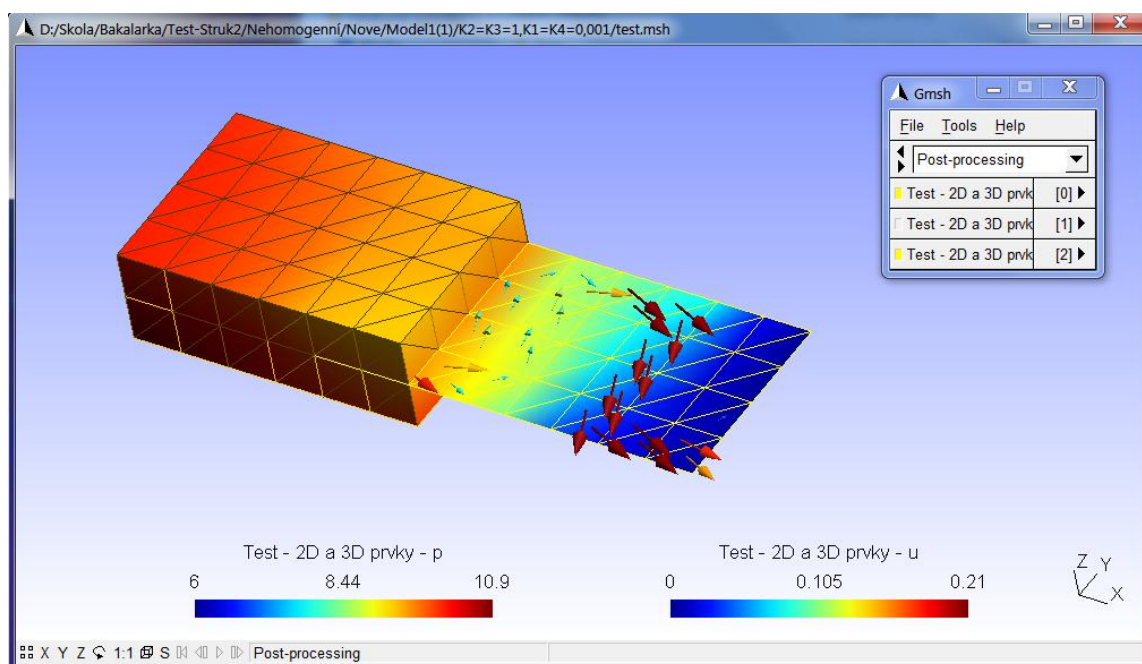 D:/Skola/Bakalarka/Test-Struk2/Nehomogenní/Nove/Model1(1)/K2=K3=1,K1=K4=0,001/test.msh
Gmsh
File Tools Help
Post-processing
Test - 2D a 3D prvk [0]
Test - 2D a 3D prvk [1]
Test - 2D a 3D prvk [2]
Test - 2D a 3D prvky - p
6 8.44 10.9
Test - 2D a 3D prvky - u
0 0.105 0.21
Z Y
X
X Y Z 1:1 S Post-processing